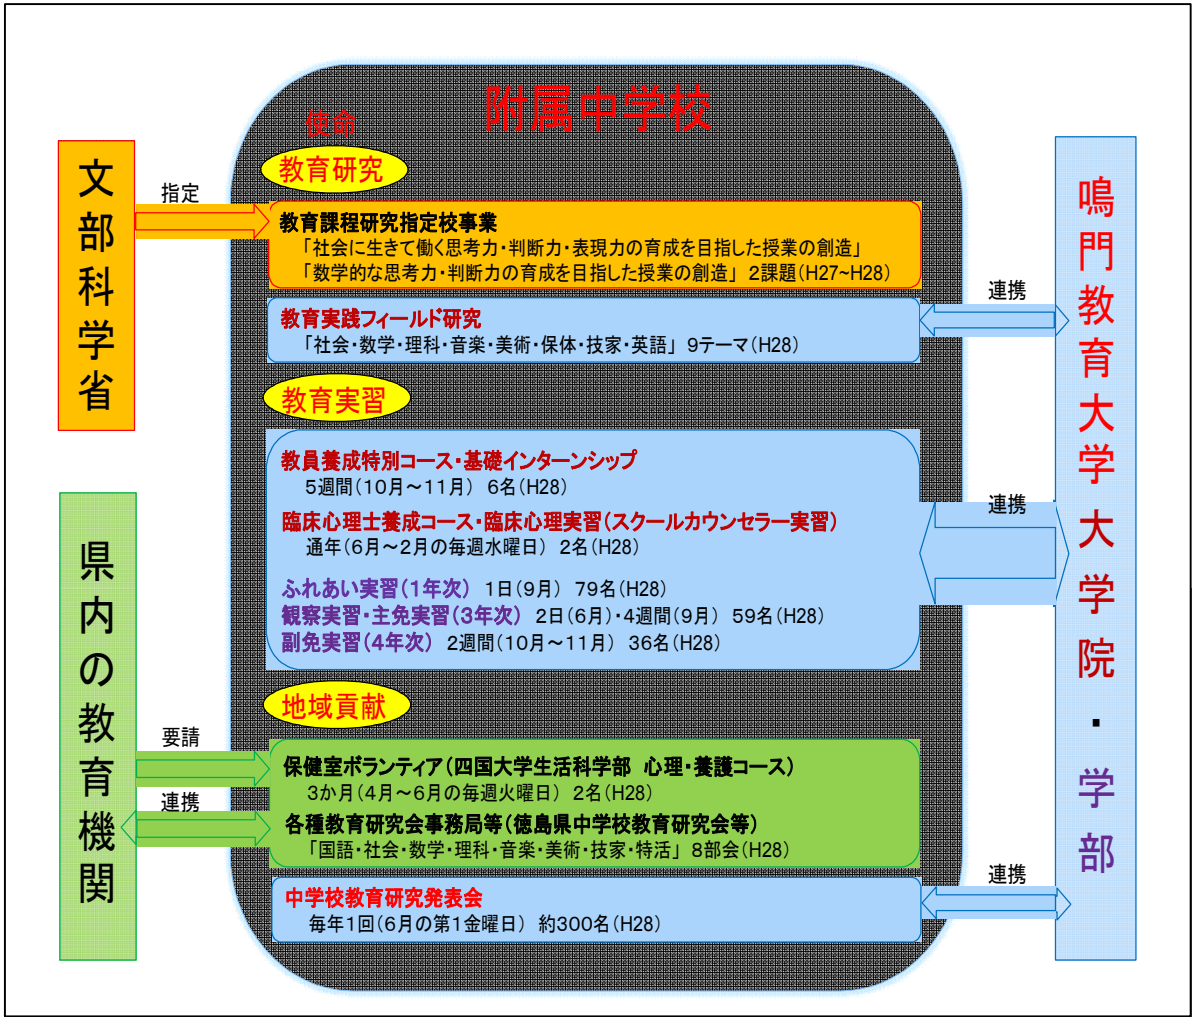 附属中学校
使命
教育研究
文部科学省
指定
教育課程研究指定校事業
「社会に生きて働く思考力・判断力・表現力の育成を目指した授業の創造」
「数学的な思考力・判断力の育成を目指した授業の創造」 2課題(H27~H28)
連携
教育実践フィールド研究
「社会・数学・理科・音楽・美術・保体・技家・英語」 9テーマ(H28)
鳴門教育大学大学院・学部
教育実習
教員養成特別コース・基礎インターンシップ
5週間(10月～11月) 6名(H28)
臨床心理士養成コース・臨床心理実習(スクールカウンセラー実習)
通年(6月～2月の毎週水曜日) 2名(H28)
連携
ふれあい実習(1年次) 1日(9月) 79名(H28)
観察実習・主免実習(3年次) 2日(6月)・4週間(9月) 59名(H28)
副免実習(4年次) 2週間(10月～11月) 36名(H28)
県内の教育機関
地域貢献
要請
保健室ボランティア(四国大学生活科学部 心理・養護コース)
3か月(4月～6月の毎週火曜日) 2名(H28)
連携
各種教育研究会事務局等(徳島県中学校教育研究会等)
「国語・社会・数学・理科・音楽・美術・技家・特活」 8部会(H28)
連携
中学校教育研究発表会
毎年1回(6月の第1金曜日) 約300名(H28)